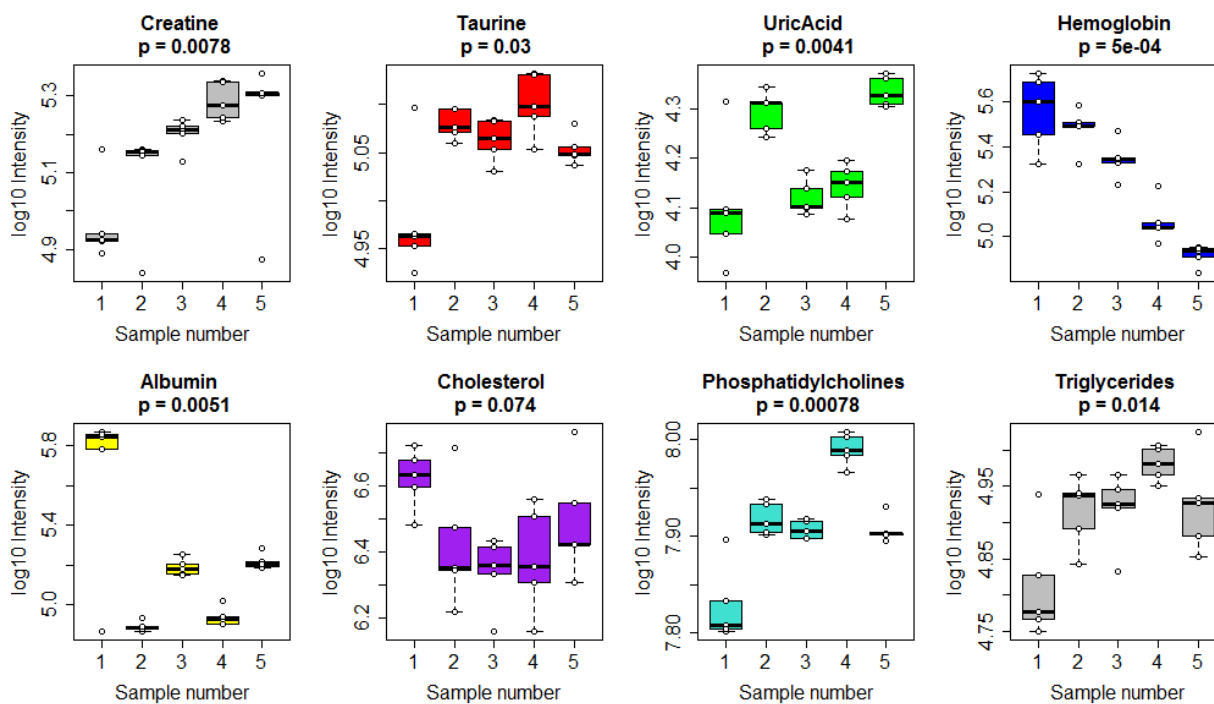 Creatine
p = 0.0078
log10 Intensity
5.3
5.1
4.9
1 2 3 4 5
Sample number
Taurine
p = 0.03
log10 Intensity
5.05
4.95
1 2 3 4 5
Sample number
UricAcid
p = 0.0041
log10 Intensity
4.3
4.2
4.1
4.0
1 2 3 4 5
Sample number
Hemoglobin
p = 5e-04
log10 Intensity
5.6
5.4
5.2
5.0
1 2 3 4 5
Sample number
Albumin
p = 0.0051
log10 Intensity
5.8
5.4
5.0
1 2 3 4 5
Sample number
Cholesterol
p = 0.074
log10 Intensity
6.6
6.4
6.2
1 2 3 4 5
Sample number
Phosphatidylcholines
p = 0.00078
log10 Intensity
8.00
7.90
7.80
1 2 3 4 5
Sample number
Triglycerides
p = 0.014
log10 Intensity
4.95
4.85
4.75
1 2 3 4 5
Sample number